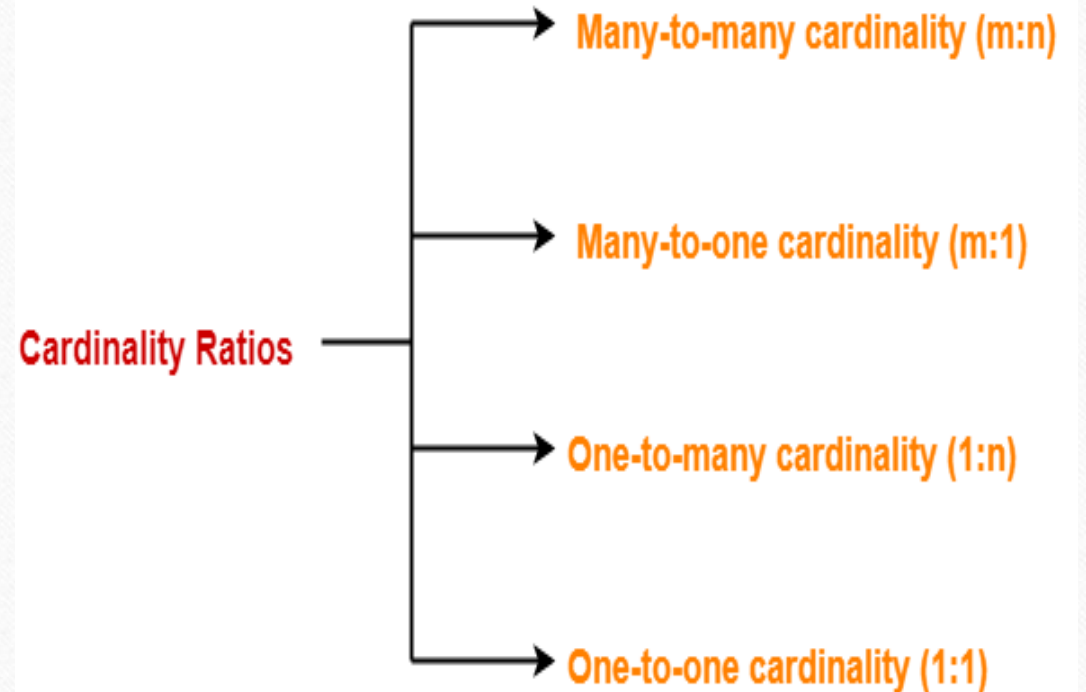 Many-to-many cardinality (m:n)
Many-to-one cardinality (m:1)
Cardinality Ratios
One-to-many cardinality (1:n)
One-to-one cardinality (1:1)